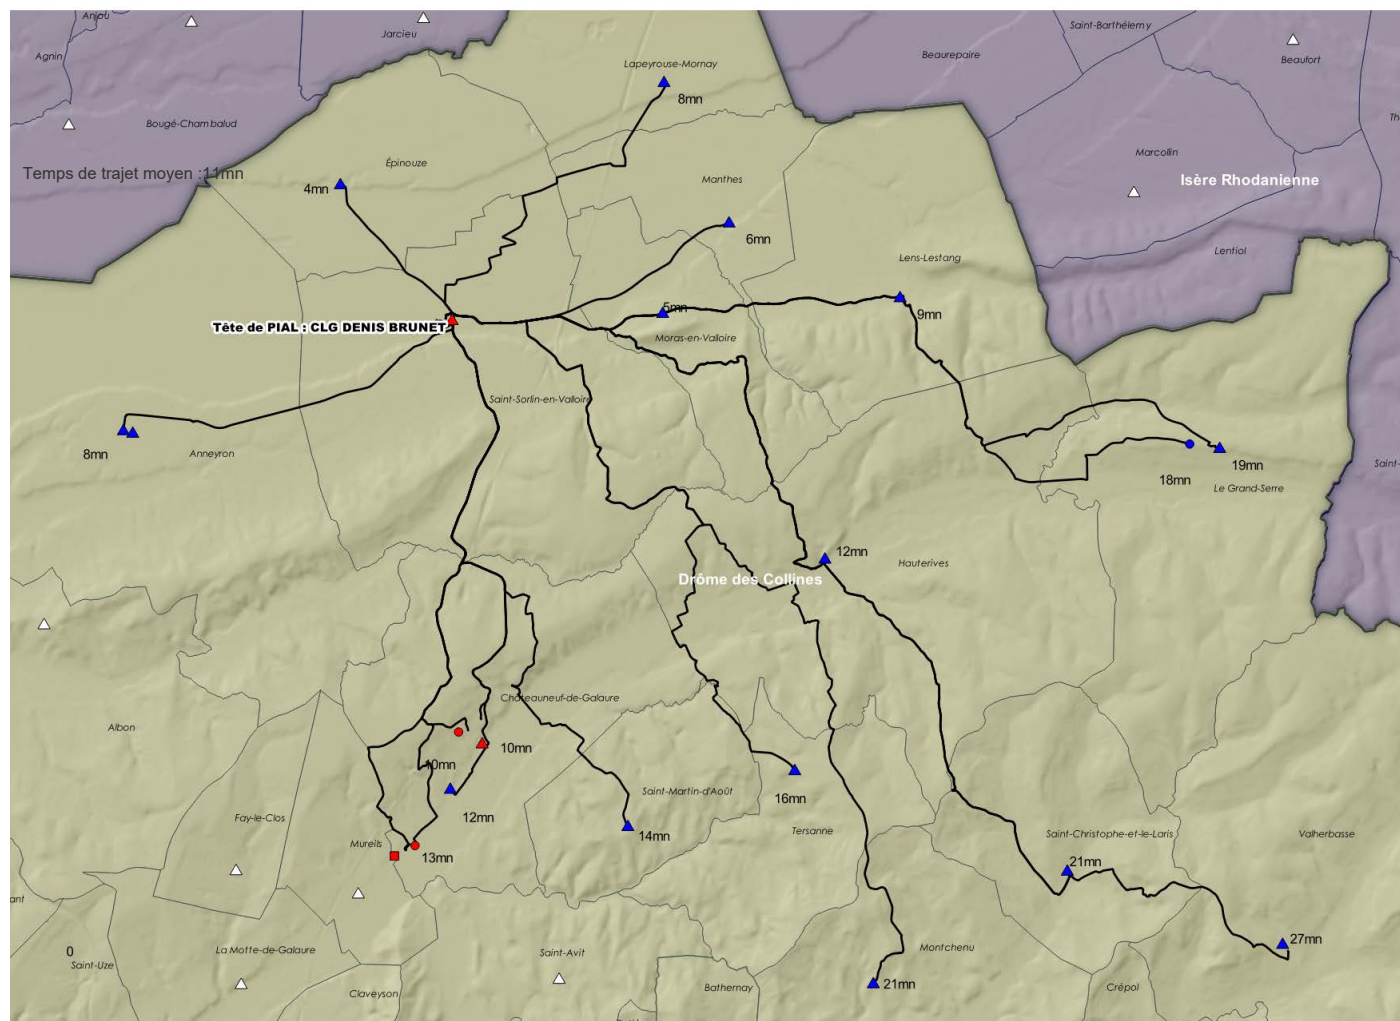 Anjou
Jarcieu
Saint-Barthélemy
Agnin
Beaurepaire
Beaufort
Lapeyrouse-Mornay
8mn
Bougé-Chambalud
Th
Épinouze
Marcollin
Temps de trajet moyen :11mn
4mn
Manthes
Isère Rhodanienne
6mn
Lens-Lestang
Lentiol
5mn
9mn
Tête de PIAL : CLG DENIS BRUNET
Moras-en-Valloire
Saint-Sorlin-en-Valloire
8mn
Anneyron
Saint-
19mn
18mn
Le Grand-Serre
12mn
Hauterives
Drôme des Collines
Châteauneuf-de-Galaure
Albon
10mn
10mn
16mn
Saint-Martin-d'Août
12mn
Fay-le-Clos
14mn
Tersanne
Saint-Christophe-et-le-Laris
Valherbasse
Mureils
13mn
21mn
ant
27mn
La Motte-de-Galaure
0
Saint-Avit
Montchenu
Saint-Uze
21mn
Bathernay
Crépol
Claveyson